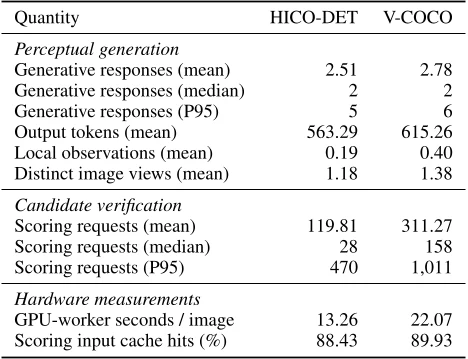 Quantity HICO-DET V-COCO
Perceptual generation
Generative responses (mean) 2.51 2.78
Generative responses (median) 2 2
Generative responses (P95) 5 6
Output tokens (mean) 563.29 615.26
Local observations (mean) 0.19 0.40
Distinct image views (mean) 1.18 1.38
Candidate verification
Scoring requests (mean) 119.81 311.27
Scoring requests (median) 28 158
Scoring requests (P95) 470 1,011
Hardware measurements
GPU-worker seconds / image 13.26 22.07
Scoring input cache hits (%) 88.43 89.93